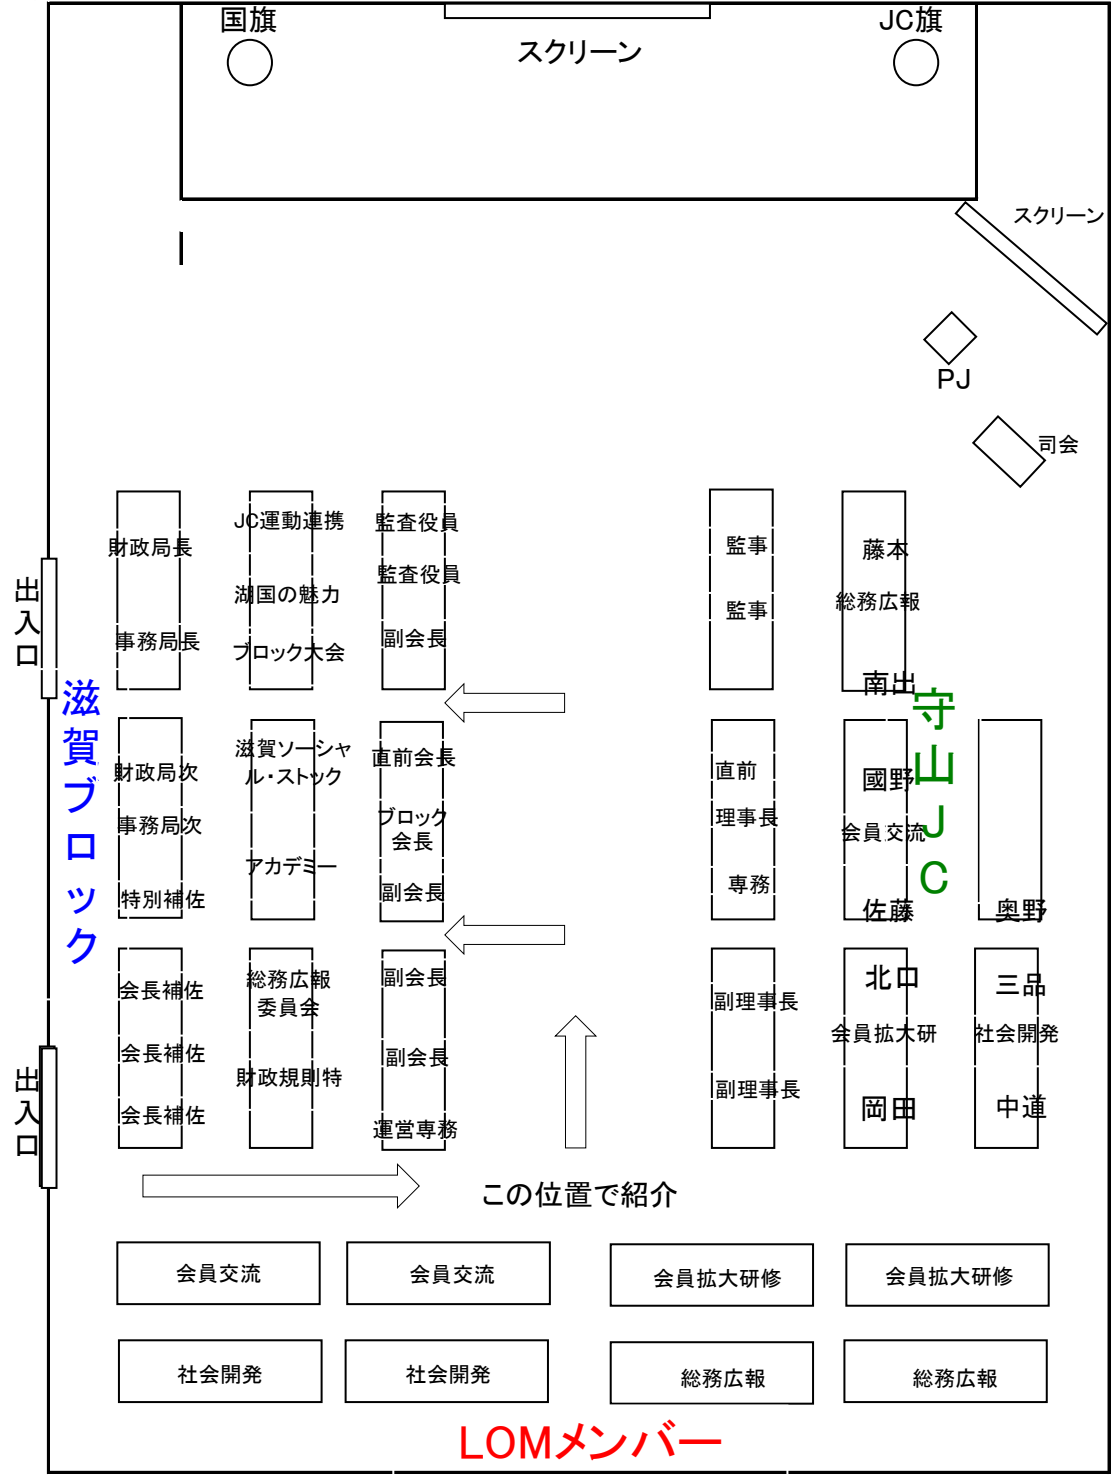 国旗
スクリーン
JC旗
スクリーン
PJ
司会
出入口
出入口
滋賀ブロック
守山JC
財政局長
事務局長
JC運動連携
湖国の魅力
ブロック大会
監査役員
監査役員
副会長
監事
監事
藤本
総務広報
南出
財政局次
事務局次
特別補佐
滋賀ソーシャ
ル・ストック
アカデミー
直前会長
ブロック
会長
副会長
直前
理事長
専務
國野
会員交流
佐藤
奥野
会長補佐
会長補佐
会長補佐
総務広報
委員会
財政規則特
副会長
副会長
運営専務
副理事長
副理事長
北口
会員拡大研
岡田
三品
社会開発
中道
この位置で紹介
会員交流
会員交流
会員拡大研修
会員拡大研修
社会開発
社会開発
総務広報
総務広報
LOMメンバー